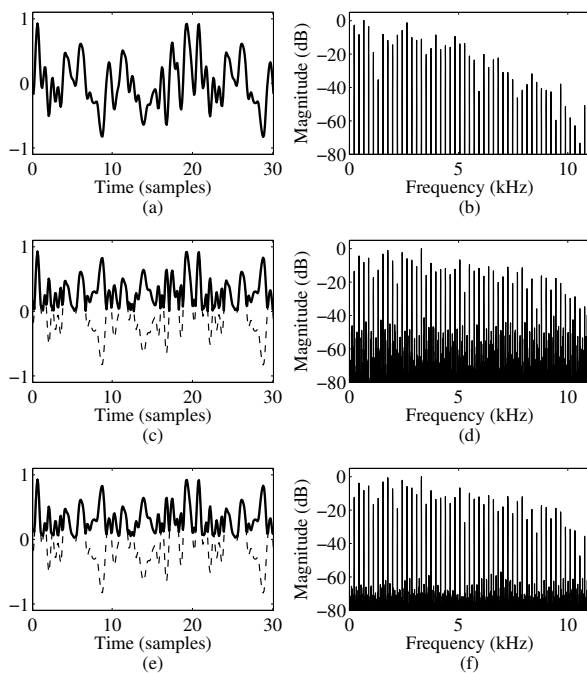 1
0
−1
0 10 20 30
Time (samples)
(a)
Magnitude (dB)
0
−20
−40
−60
−80
0 5 10
Frequency (kHz)
(b)
1
0
−1
0 10 20 30
Time (samples)
(c)
Magnitude (dB)
0
−20
−40
−60
−80
0 5 10
Frequency (kHz)
(d)
1
0
−1
0 10 20 30
Time (samples)
(e)
Magnitude (dB)
0
−20
−40
−60
−80
0 5 10
Frequency (kHz)
(f)